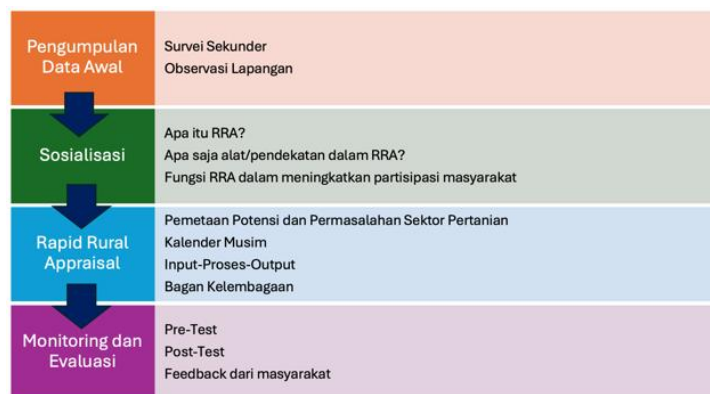 Pengumpulan
Data Awal
Survei Sekunder
Observasi Lapangan
Sosialisasi
Apa itu RRA?
Apa saja alat/pendekatan dalam RRA?
Fungsi RRA dalam meningkatkan partisipasi masyarakat
Rapid Rural
Appraisal
Pemetaan Potensi dan Permasalahan Sektor Pertanian
Kalender Musim
Input-Proses-Output
Bagan Kelembagaan
Monitoring dan
Evaluasi
Pre-Test
Post-Test
Feedback dari masyarakat